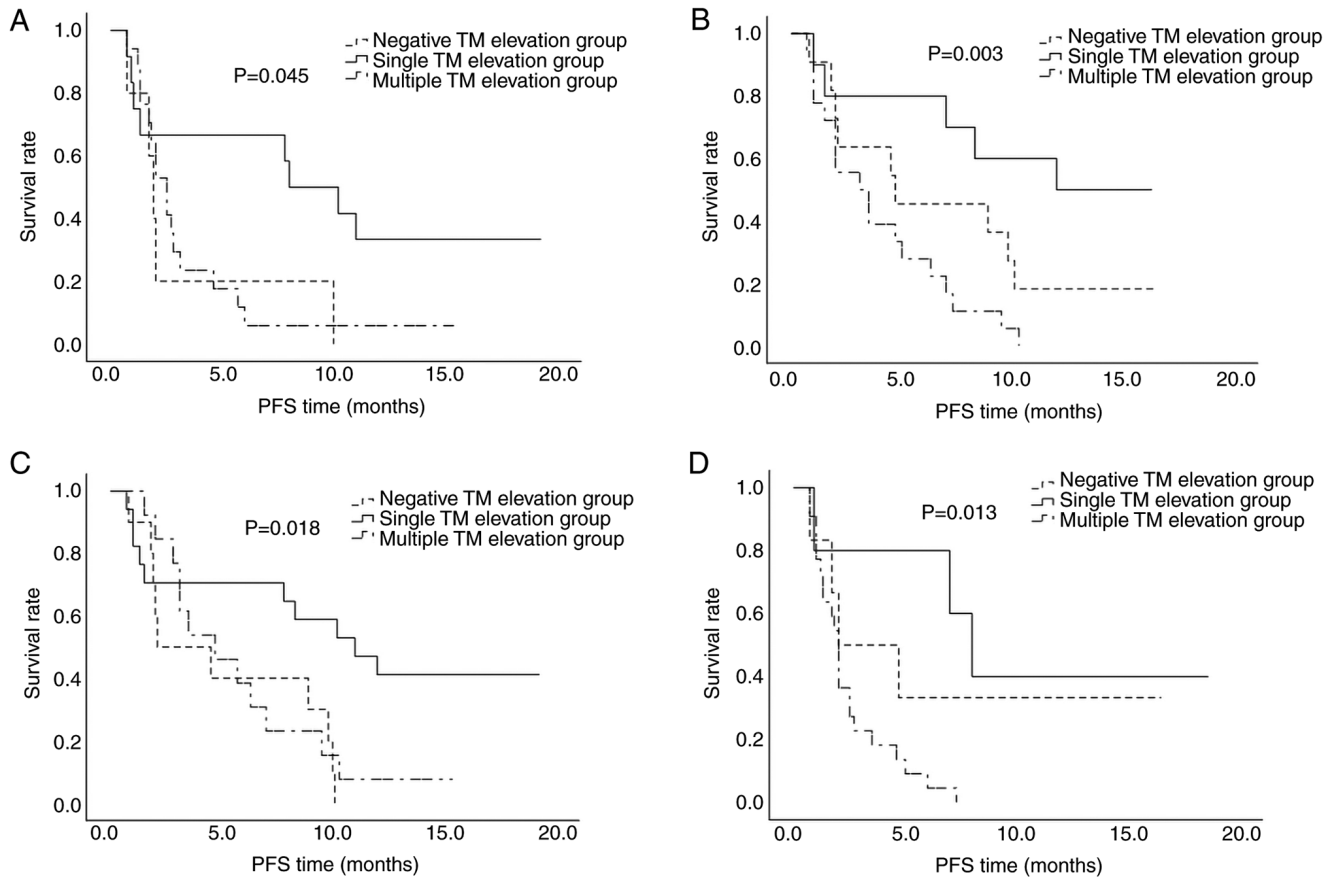 A
Negative TM elevation group
Single TM elevation group
Multiple TM elevation group
P=0.045
Survival rate
1.0
0.8
0.6
0.4
0.2
0.0
0.0 5.0 10.0 15.0 20.0
PFS time (months)
B
Negative TM elevation group
Single TM elevation group
Multiple TM elevation group
P=0.003
Survival rate
1.0
0.8
0.6
0.4
0.2
0.0
0.0 5.0 10.0 15.0 20.0
PFS time (months)
C
Negative TM elevation group
Single TM elevation group
Multiple TM elevation group
P=0.018
Survival rate
1.0
0.8
0.6
0.4
0.2
0.0
0.0 5.0 10.0 15.0 20.0
PFS time (months)
D
Negative TM elevation group
Single TM elevation group
Multiple TM elevation group
P=0.013
Survival rate
1.0
0.8
0.6
0.4
0.2
0.0
0.0 5.0 10.0 15.0 20.0
PFS time (months)